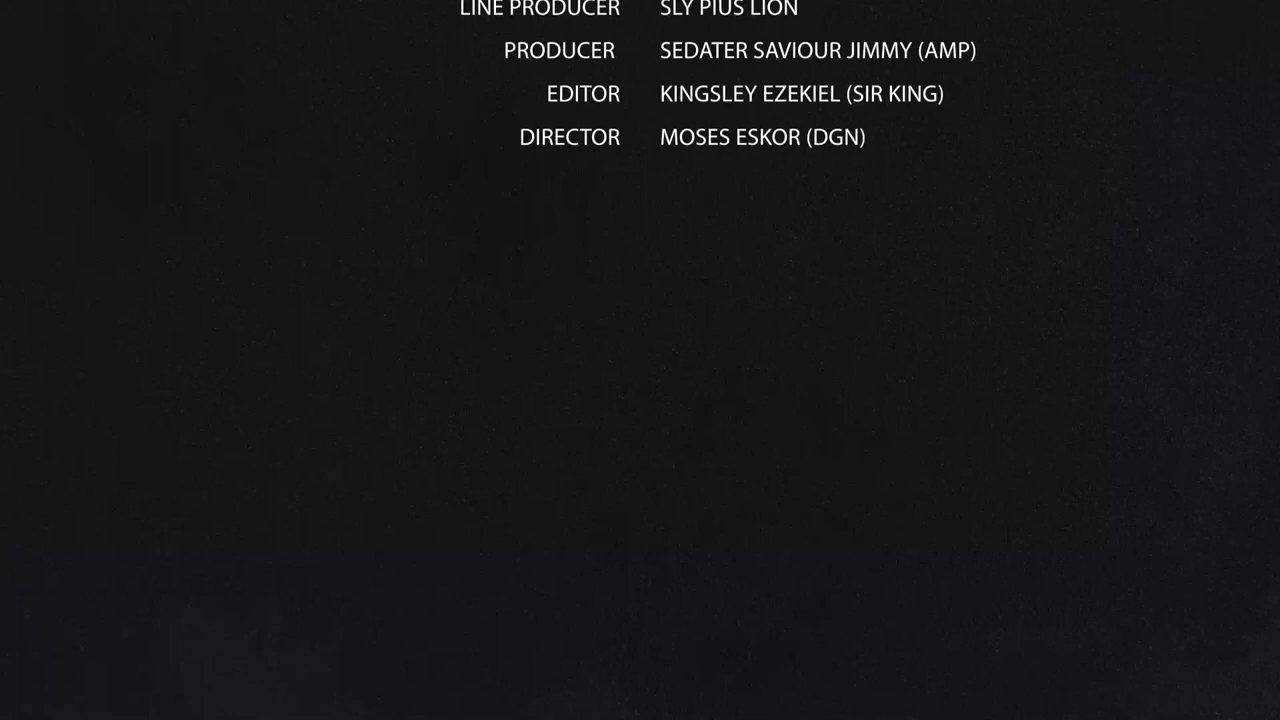 LINE PRODUCER SLY PIUS LION
PRODUCER SEDATER SAVIOUR JIMMY (AMP)
EDITOR KINGSLEY EZEKIEL (SIR KING)
DIRECTOR MOSES ESKOR (DGN)